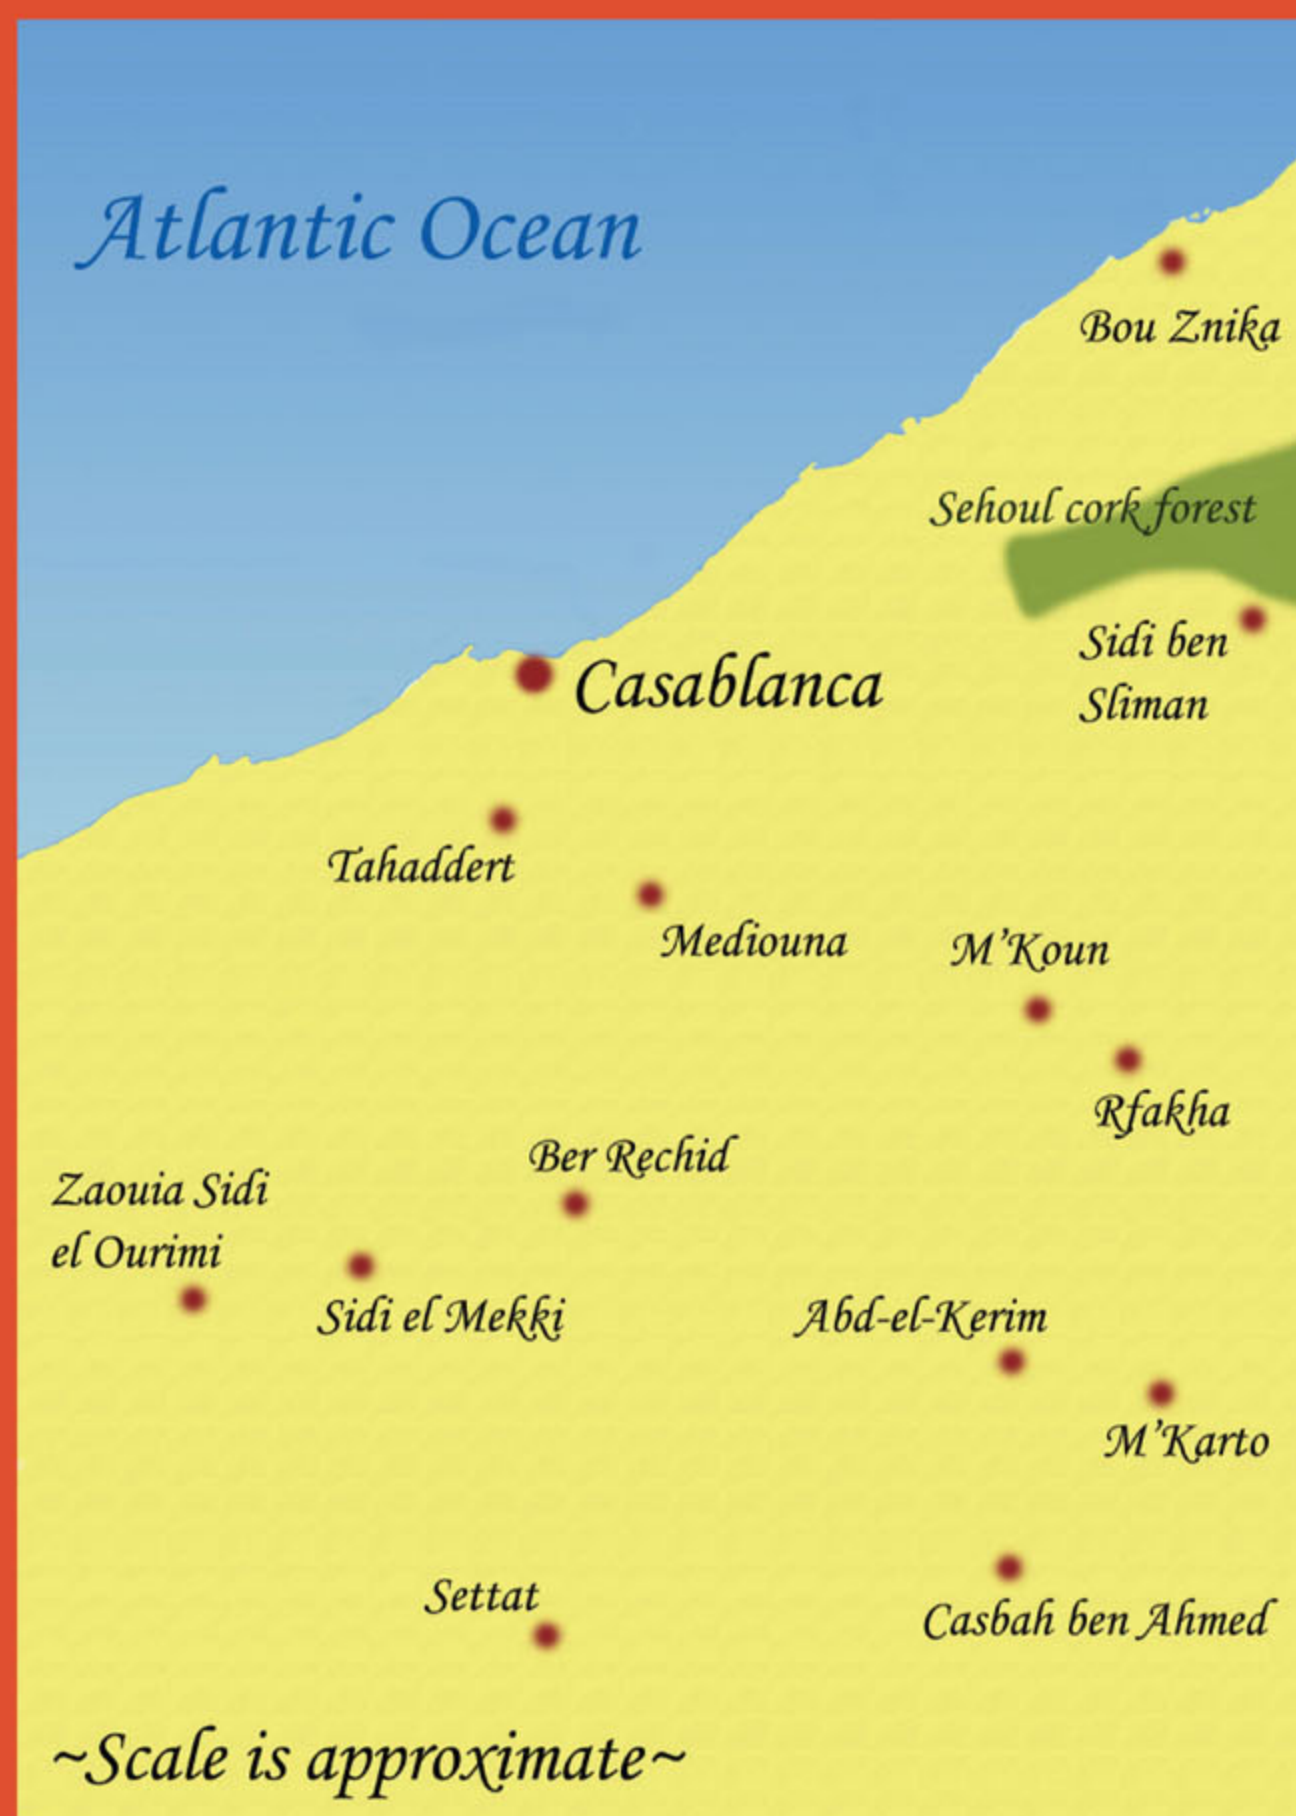 Atlantic Ocean
Bou Znika
Sehoul cork forest
Sidi ben
Sliman
Casablanca
Tahaddert
Mediouna
M’Koun
Rfakha
Ber Rechid
Zaouia Sidi
el Ourimi
Sidi el Mekki
Abd-el-Kerim
M’Karto
Settat
Casbah ben Ahmed
~Scale is approximate~